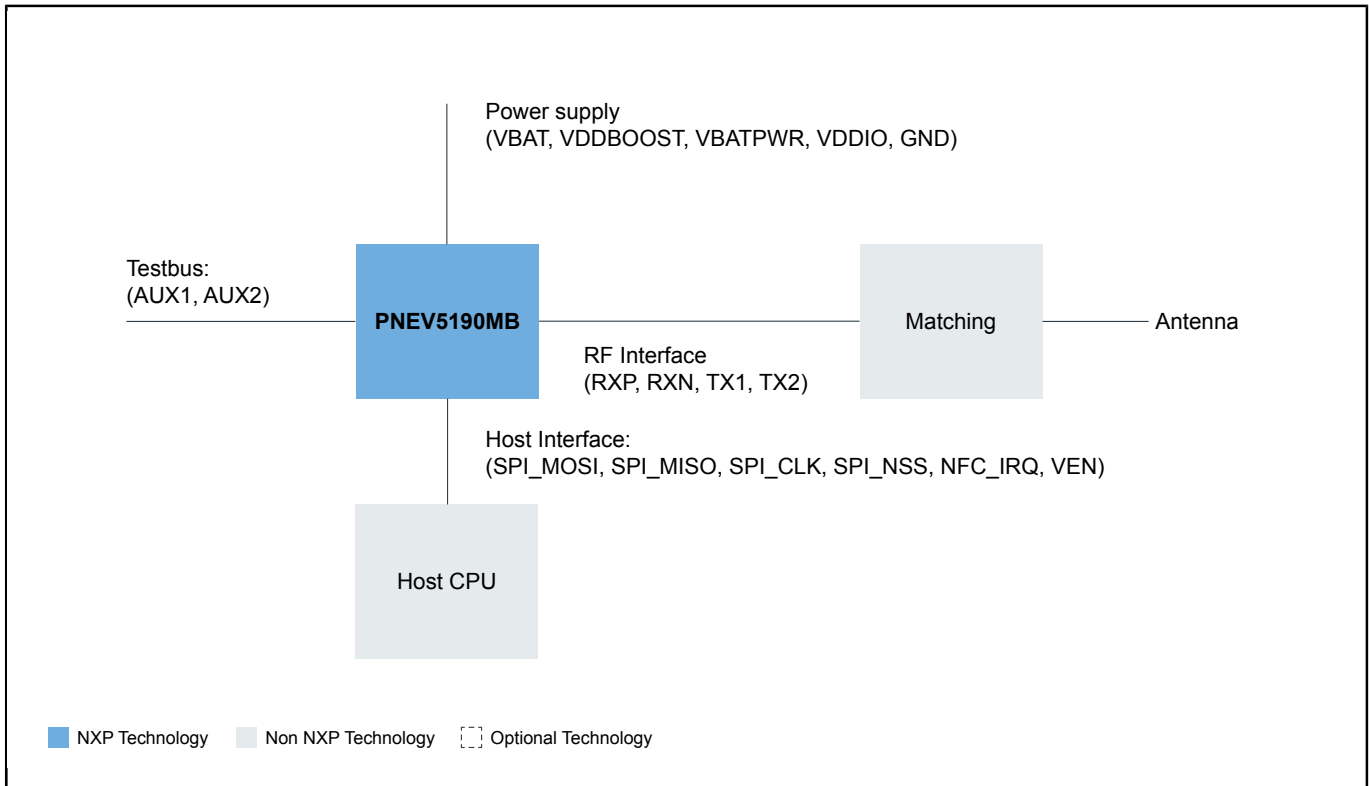 Power supply
(VBAT, VDDBOOST, VBATPWR, VDDIO, GND)
Testbus:
(AUX1, AUX2)
PNEV5190MB
Matching
Antenna
RF Interface
(RXP, RXN, TX1, TX2)
Host Interface:
(SPI_MOSI, SPI_MISO, SPI_CLK, SPI_NSS, NFC_IRQ, VEN)
Host CPU
NXP Technology
Non NXP Technology
Optional Technology